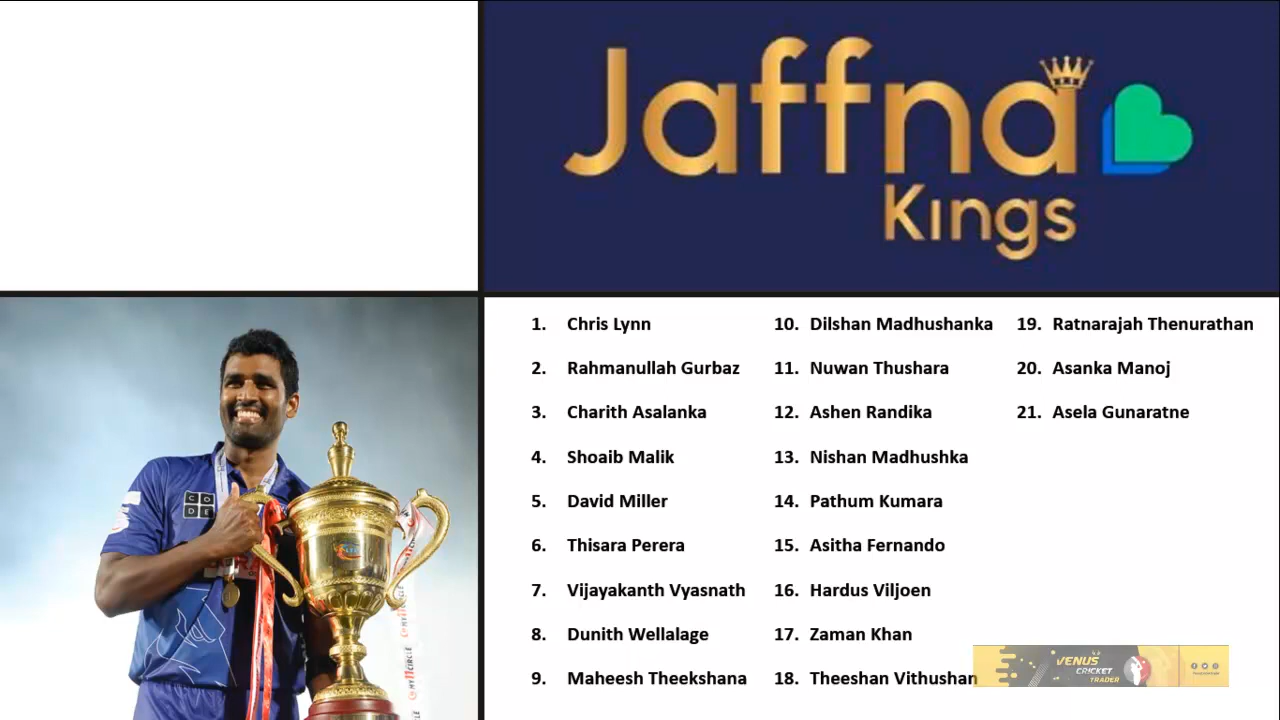 Jaffna
Kings
1. Chris Lynn
2. Rahmanullah Gurbaz
3. Charith Asalanka
4. Shoaib Malik
5. David Miller
6. Thisara Perera
7. Vijayakanth Vyasnath
8. Dunith Wellalage
9. Maheesh Theekshana
10. Dilshan Madhushanka
11. Nuwan Thushara
12. Ashen Randika
13. Nishan Madhushka
14. Pathum Kumara
15. Asitha Fernando
16. Hardus Viljoen
17. Zaman Khan
18. Theeshan Vithushan
19. Ratnarajah Thenurathan
20. Asanka Manoj
21. Asela Gunaratne
CO
DE
MY11CIRCLE
VENUS
CRICKET
TRADER